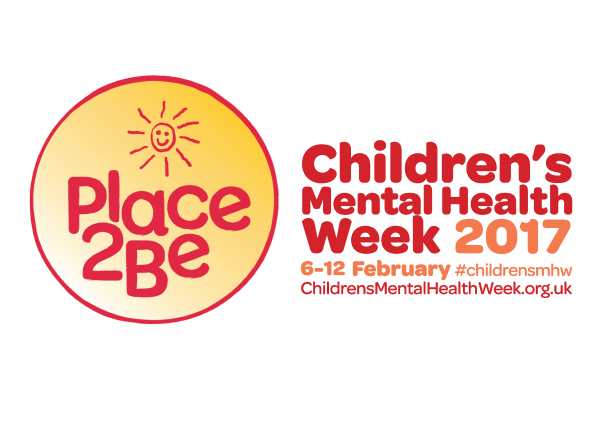 Place
2Be
Children's
Mental Health
Week 2017
6-12 February #childrensmhw
ChildrensMentalHealthWeek.org.uk